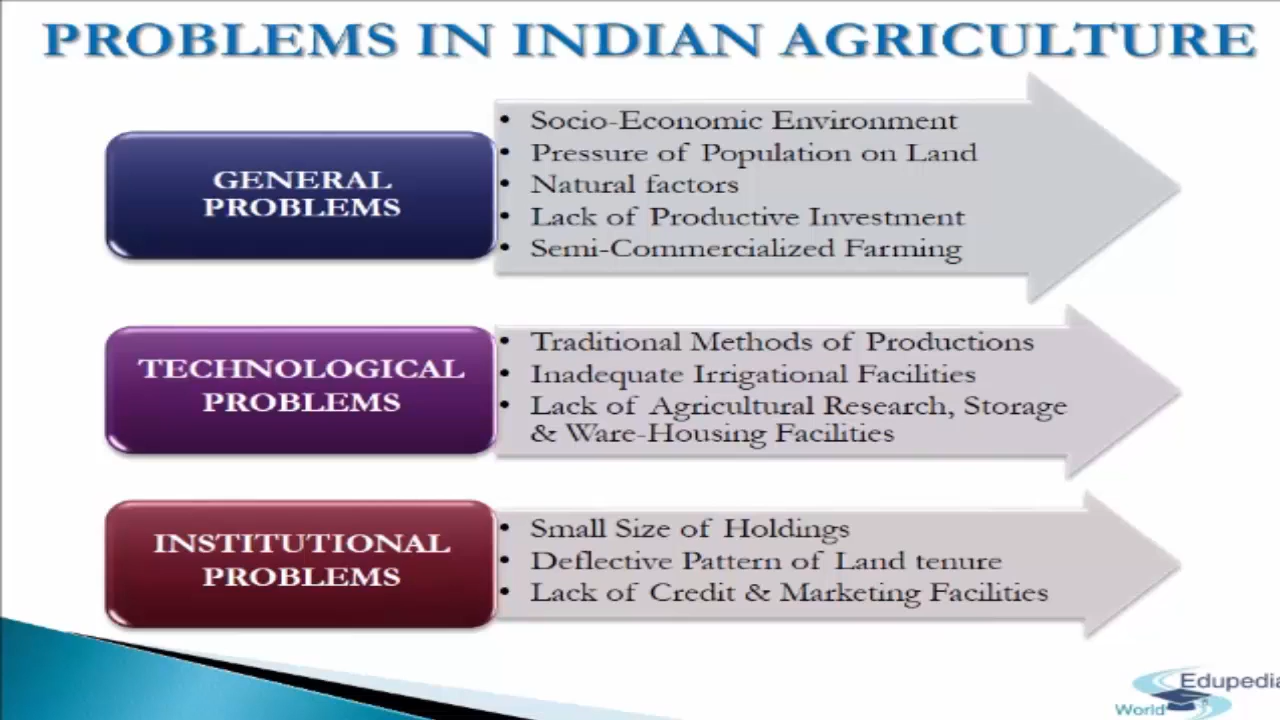 PROBLEMS IN INDIAN AGRICULTURE
GENERAL
PROBLEMS
• Socio-Economic Environment
• Pressure of Population on Land
• Natural factors
• Lack of Productive Investment
• Semi-Commercialized Farming
TECHNOLOGICAL
PROBLEMS
• Traditional Methods of Productions
• Inadequate Irrigational Facilities
• Lack of Agricultural Research, Storage
& Ware-Housing Facilities
INSTITUTIONAL
PROBLEMS
• Small Size of Holdings
• Deflective Pattern of Land tenure
• Lack of Credit & Marketing Facilities
Edupedia
World